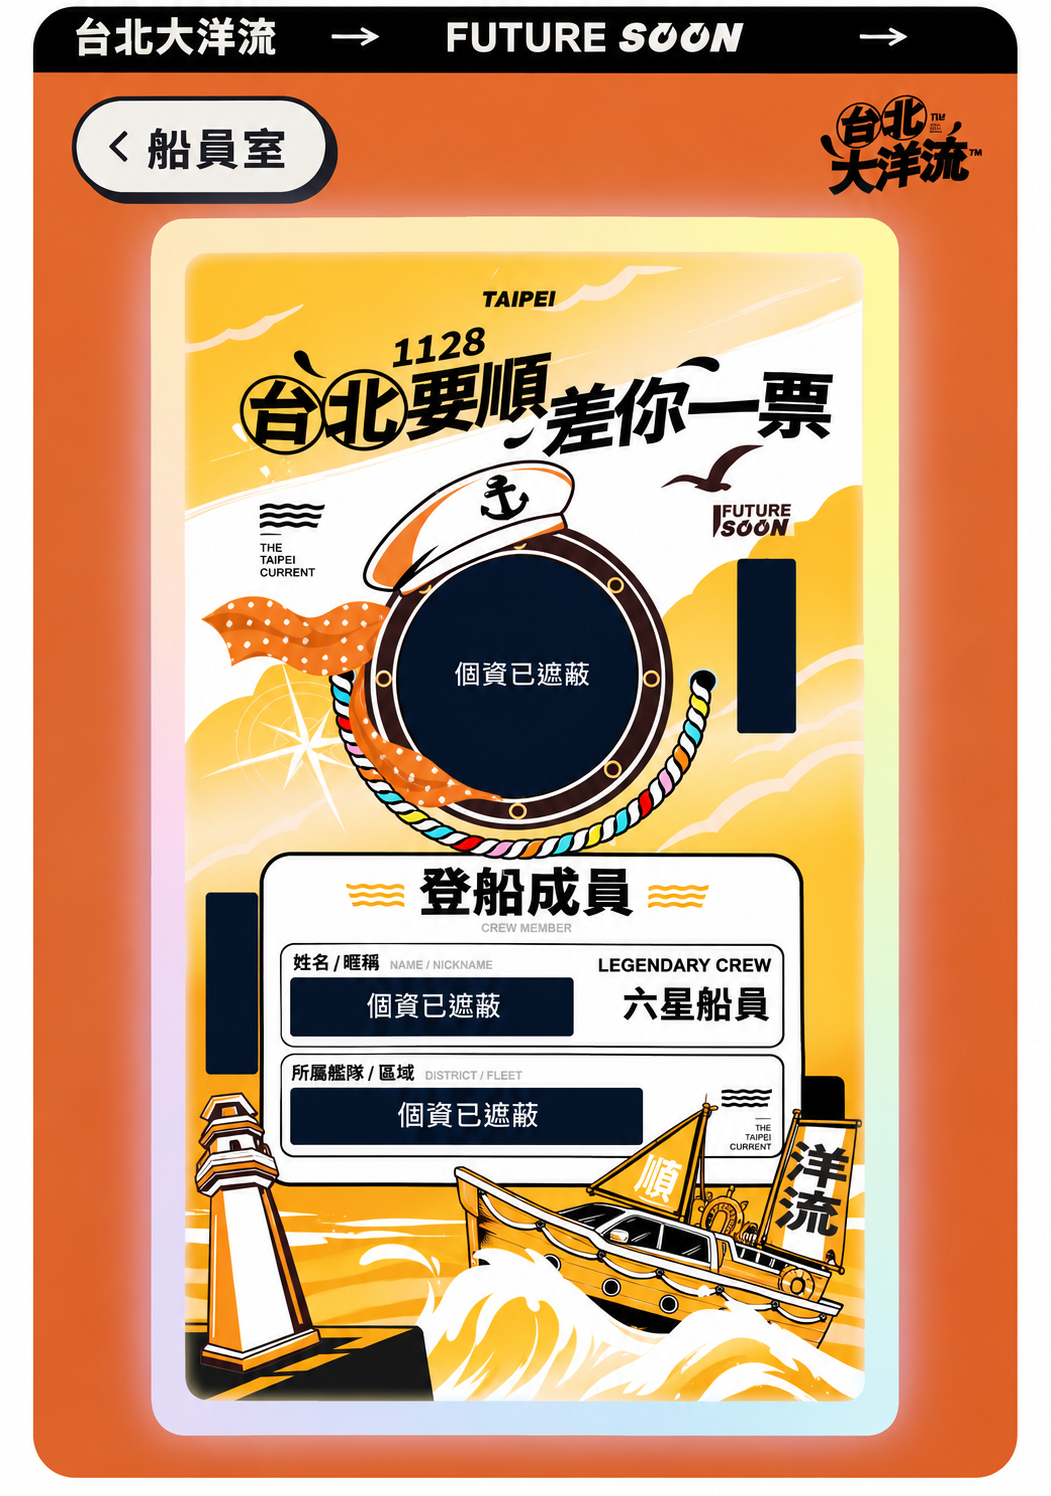 台北大洋流 → FUTURE SOON →
< 船員室
台北
大洋流™
TAIPEI
1128
台北要順差你一票
FUTURE
SOON
THE
TAIPEI
CURRENT
個資已遮蔽
登船成員
CREW MEMBER
姓名 / 暱稱 NAME / NICKNAME
LEGENDARY CREW
個資已遮蔽
六星船員
所屬艦隊 / 區域 DISTRICT / FLEET
個資已遮蔽
THE
TAIPEI
CURRENT
順
洋流